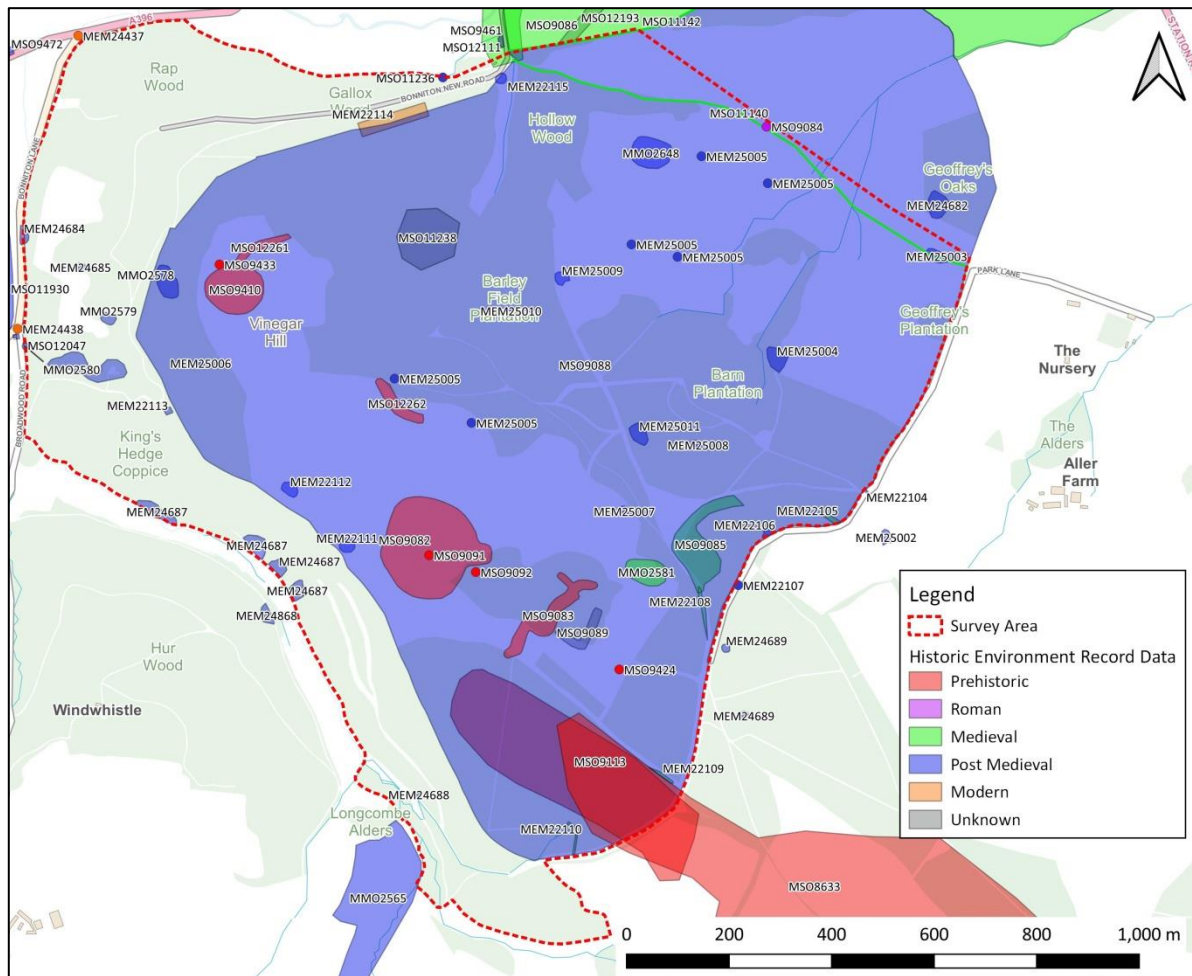 A396
MSO9472
MEM24437
MSO9461
MSO12111
MSO9086
MSO12193
MSO11142
Rap
Wood
MSO11236
Gallox
BONNITON NEW ROAD
MEM22115
MEM22114
Hollow
Wood
MSO11140
MSO9084
MMO2648
MEM25005
MEM25005
Geoffrey's
Oaks
MEM24682
BONNITON LANE
MEM24684
MEM24685
MSO12261
MSO9433
MSO9410
MMO2578
MSO11238
MEM25005
MEM25005
MEM25009
MEM25003
PARK LANE
MSO11930
MMO2579
Vinegar
Hill
Barley
Field
Plantation
MEM25010
Geoffrey's
Plantation
MEM24438
MSO12047
MMO2580
MEM25006
MSO9088
MEM25004
The
Nursery
MEM25005
MSO12262
Barn
Plantation
BROADWOOD ROAD
MEM22113
MEM25005
MEM25011
MEM25008
The
Alders
King's
Hedge
Coppice
Aller
Farm
MEM22112
MEM24687
MEM25007
MEM22104
MEM22105
MEM22106
MSO9085
MEM25002
MEM24687
MEM22111
MSO9082
MSO9091
MSO9092
MEM24687
MMO2581
MEM24687
MEM22108
MEM22107
MEM24868
MSO9083
MSO9089
MEM24689
Hur
Wood
MSO9424
Windwhistle
MEM24689
MSO9113
MEM22109
MEM24688
Longcombe
Alders
MEM22110
MMO2565
MSO8633
Legend
Survey Area
Historic Environment Record Data
Prehistoric
Roman
Medieval
Post Medieval
Modern
Unknown
0 200 400 600 800 1,000 m